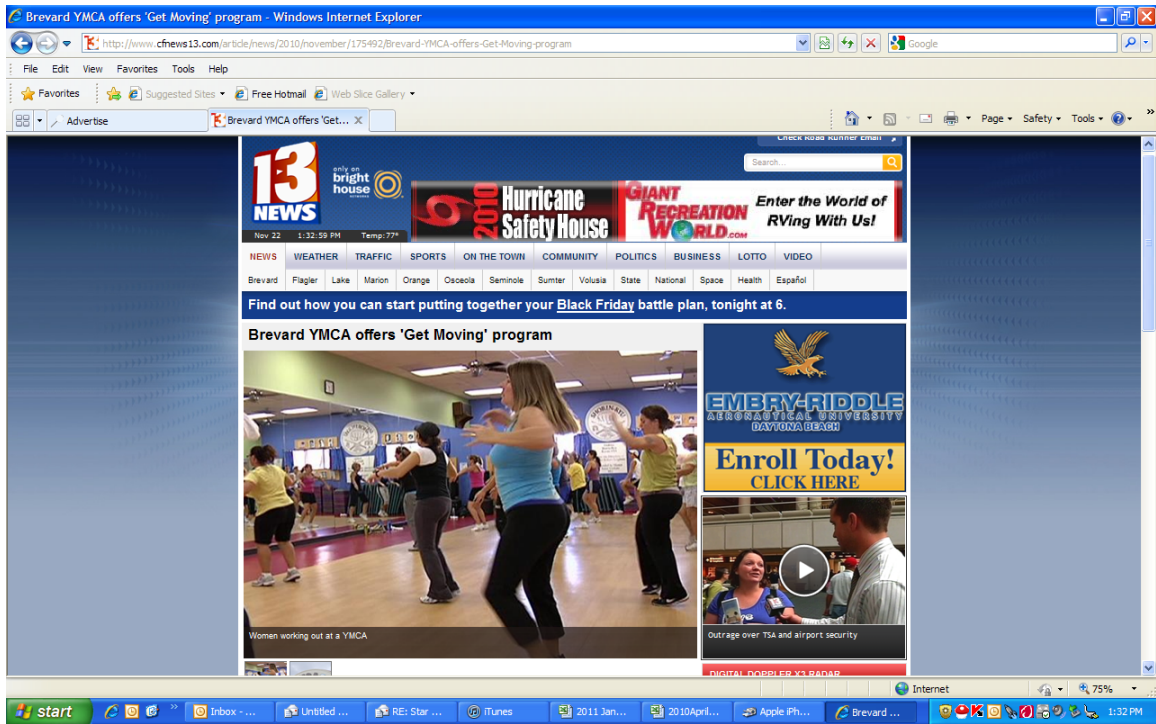 Brevard YMCA offers 'Get Moving' program - Windows Internet Explorer
http://www.cfnews13.com/article/news/2010/november/175492/Brevard-YMCA-offers-Get-Moving-program
Google
File Edit View Favorites Tools Help
Favorites Suggested Sites Free Hotmail Web Slice Gallery
Advertise Brevard YMCA offers 'Get... X Page Safety Tools
Check Road Runner Email
Search...
13
NEWS
only on
bright
house
NETWORKS
2010 Hurricane
Safety House
GIANT
RECREATION
WORLD.COM
Enter the World of
RVing With Us!
Nov 22 1:32:59 PM Temp:77°
NEWS WEATHER TRAFFIC SPORTS ON THE TOWN COMMUNITY POLITICS BUSINESS LOTTO VIDEO
Brevard Flagler Lake Marion Orange Osceola Seminole Sumter Volusia State National Space Health Español
Find out how you can start putting together your Black Friday battle plan, tonight at 6.
Brevard YMCA offers 'Get Moving' program
Women working out at a YMCA
EMBRY-RIDDLE
AERONAUTICAL UNIVERSITY
DAYTONA BEACH
Enroll Today!
CLICK HERE
Outrage over TSA and airport security
DIGITAL DOPPLER X3 RADAR
Internet 75%
start Inbox - ... Untitled ... RE: Star ... iTunes 2011 Jan... 2010April... Apple iPh... Brevard ... 1:32 PM